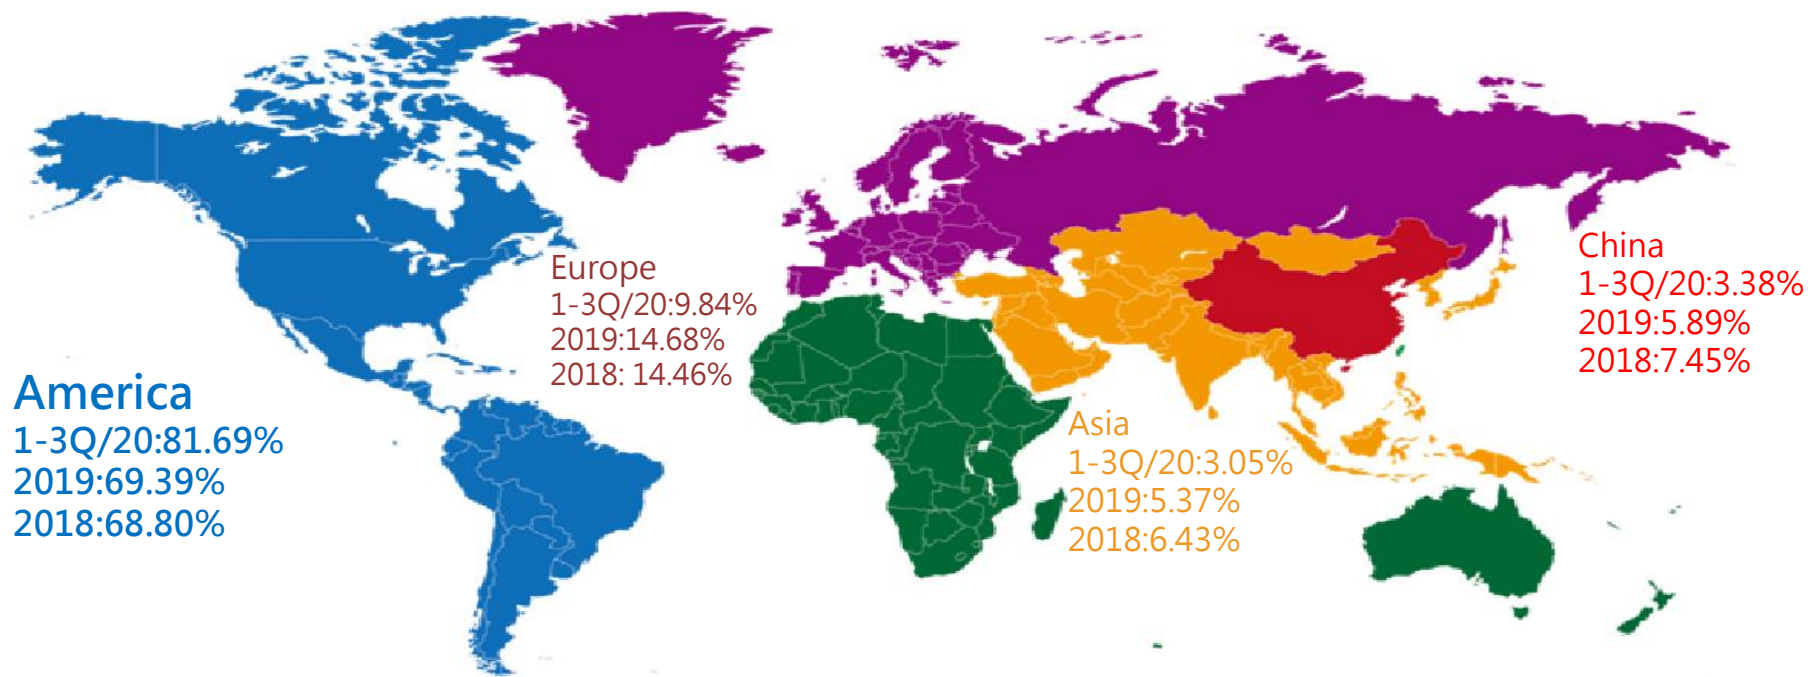 America
1-3Q/20:81.69%
2019:69.39%
2018:68.80%
Europe
1-3Q/20:9.84%
2019:14.68%
2018: 14.46%
Asia
1-3Q/20:3.05%
2019:5.37%
2018:6.43%
China
1-3Q/20:3.38%
2019:5.89%
2018:7.45%